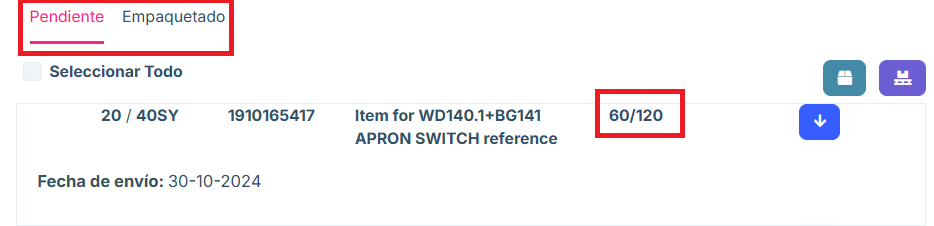 Pendiente Empaquetado
Seleccionar Todo
20 / 40SY 1910165417 Item for WD140.1+BG141 60/120
APRON SWITCH reference
Fecha de envío: 30-10-2024